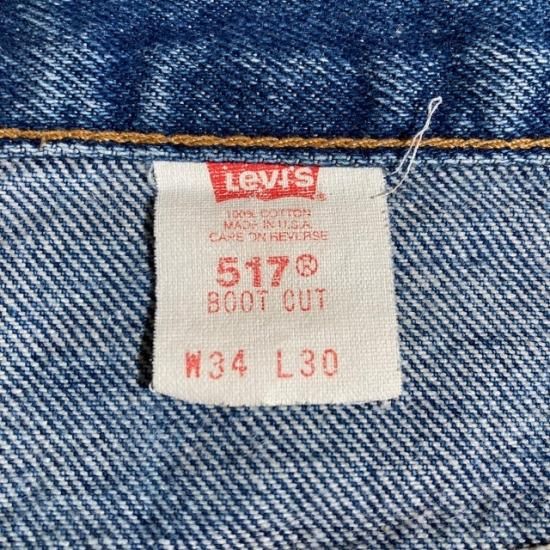 Levi's
®
100% COTTON
MADE IN U.S.A.
CARE ON REVERSE
517®
BOOT CUT
W34 L30